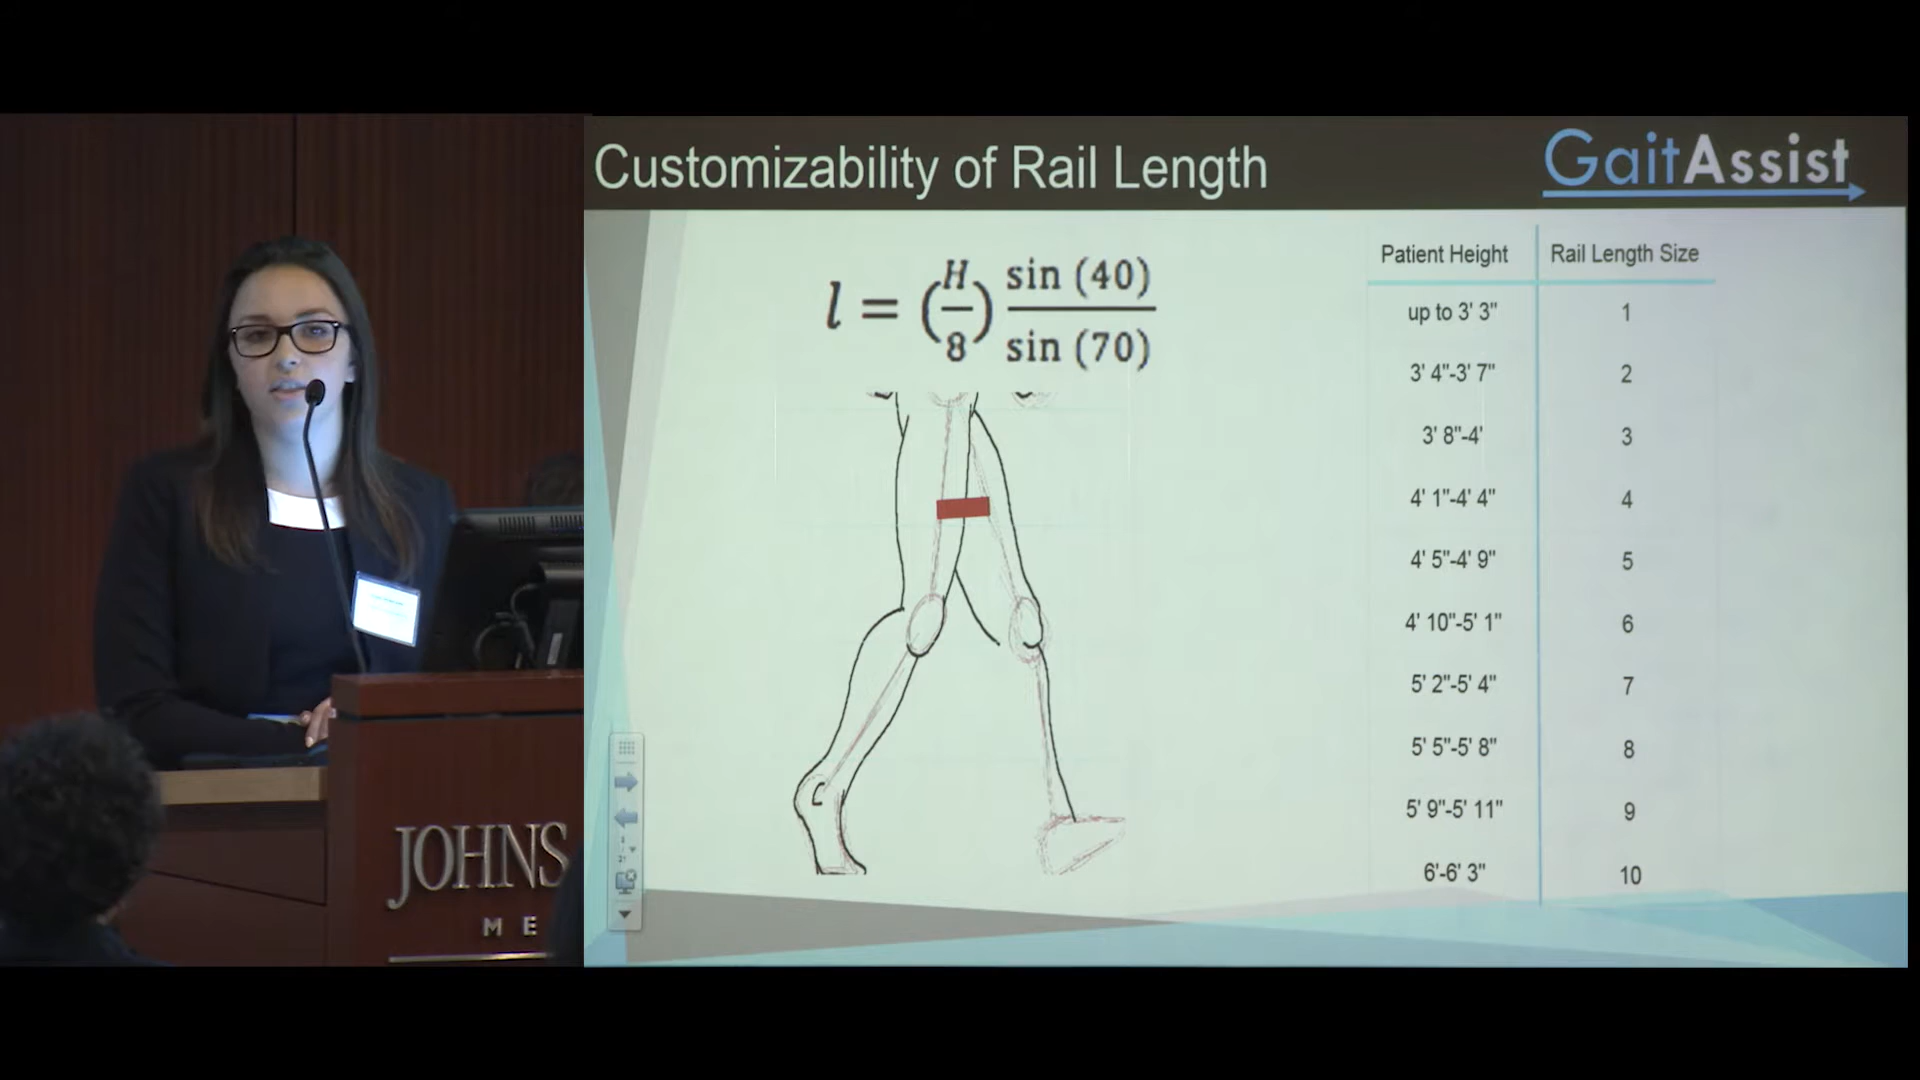 Customizability of Rail Length
GaitAssist
l = (H/8) sin (40) / sin (70)
Patient Height Rail Length Size
up to 3' 3" 1
3' 4"-3' 7" 2
3' 8"-4' 3
4' 1"-4' 4" 4
4' 5"-4' 9" 5
4' 10"-5' 1" 6
5' 2"-5' 4" 7
5' 5"-5' 8" 8
5' 9"-5' 11" 9
6'-6' 3" 10
JOHNS
ME